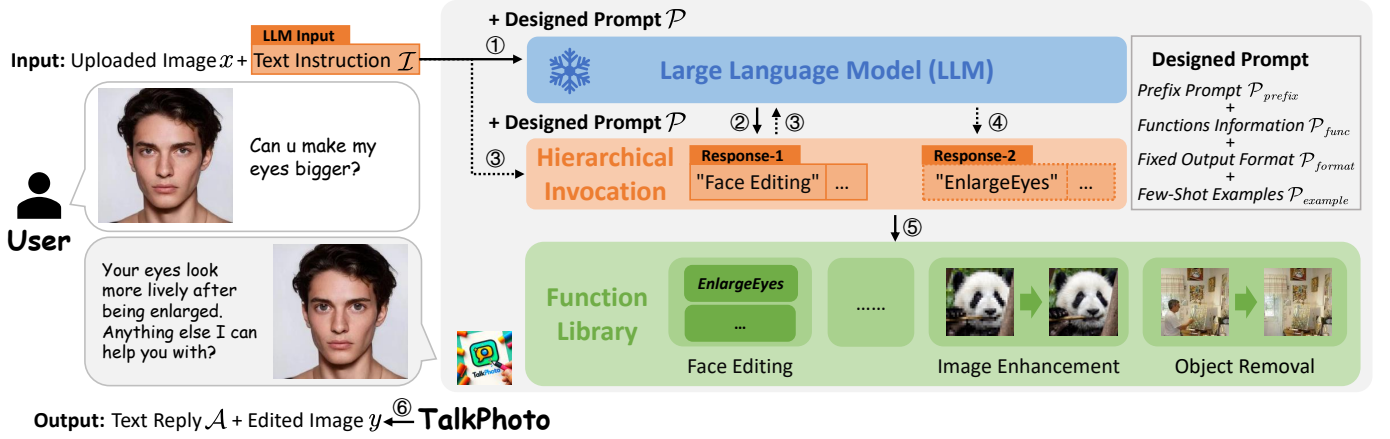 + Designed Prompt P
LLM Input
Input: Uploaded Image x + Text Instruction I
①
Large Language Model (LLM)
Designed Prompt
Prefix Prompt P_prefix
+
Functions Information P_func
+
Fixed Output Format P_format
+
Few-Shot Examples P_example
Can u make my
eyes bigger?
User
+ Designed Prompt P
② ③ ④
③
Hierarchical
Invocation
Response-1
"Face Editing" ...
Response-2
"EnlargeEyes" ...
⑤
Your eyes look
more lively after
being enlarged.
Anything else I can
help you with?
TalkPhoto
Function
Library
EnlargeEyes
...
......
Face Editing
Image Enhancement
Object Removal
Output: Text Reply A + Edited Image y ⑥ TalkPhoto